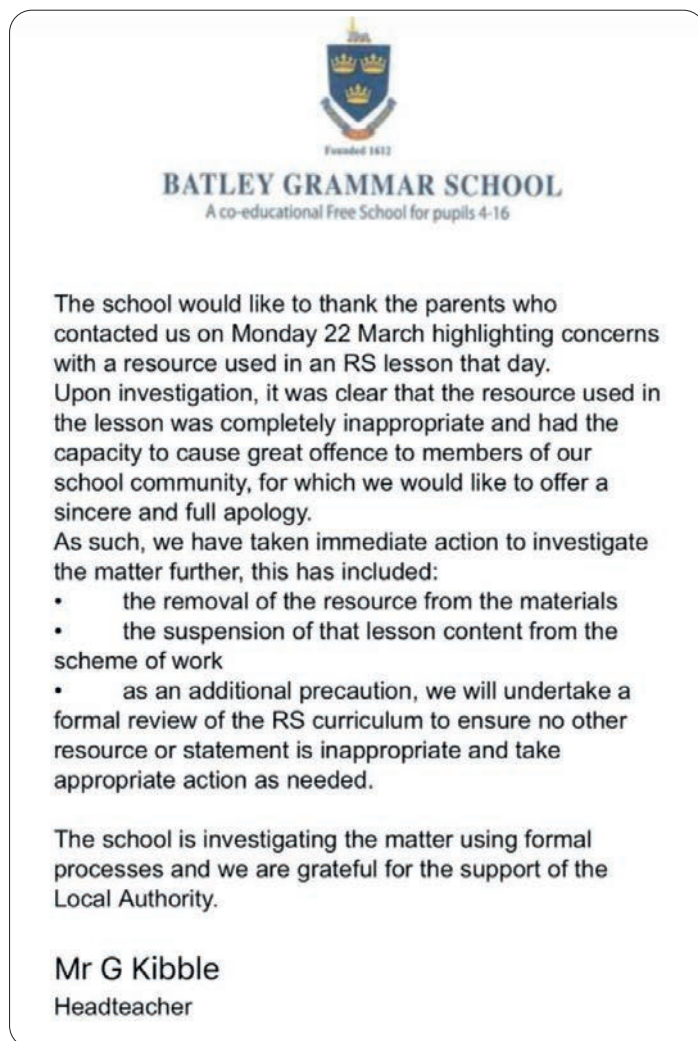 Founded 1612
BATLEY GRAMMAR SCHOOL
A co-educational Free School for pupils 4-16
The school would like to thank the parents who
contacted us on Monday 22 March highlighting concerns
with a resource used in an RS lesson that day.
Upon investigation, it was clear that the resource used in
the lesson was completely inappropriate and had the
capacity to cause great offence to members of our
school community, for which we would like to offer a
sincere and full apology.
As such, we have taken immediate action to investigate
the matter further, this has included:
• the removal of the resource from the materials
• the suspension of that lesson content from the
scheme of work
• as an additional precaution, we will undertake a
formal review of the RS curriculum to ensure no other
resource or statement is inappropriate and take
appropriate action as needed.
The school is investigating the matter using formal
processes and we are grateful for the support of the
Local Authority.
Mr G Kibble
Headteacher